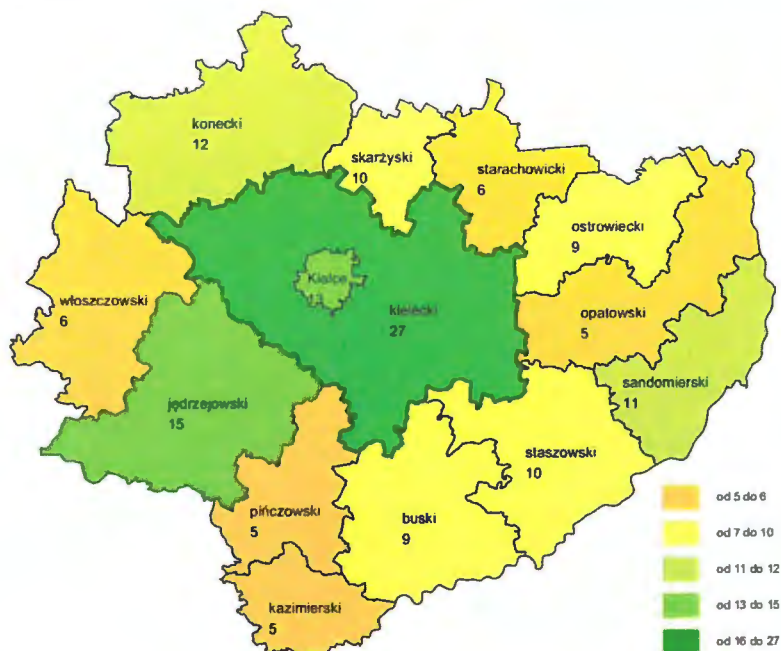 konecki
12
skarżyski
10
starachowicki
6
ostrowiecki
9
włoszczowski
6
Kielce
13
kielecki
27
opatowski
5
sandomierski
11
jędrzejowski
15
staszowski
10
pińczowski
5
buski
9
kazimierski
5
od 5 do 6
od 7 do 10
od 11 do 12
od 13 do 15
od 16 do 27